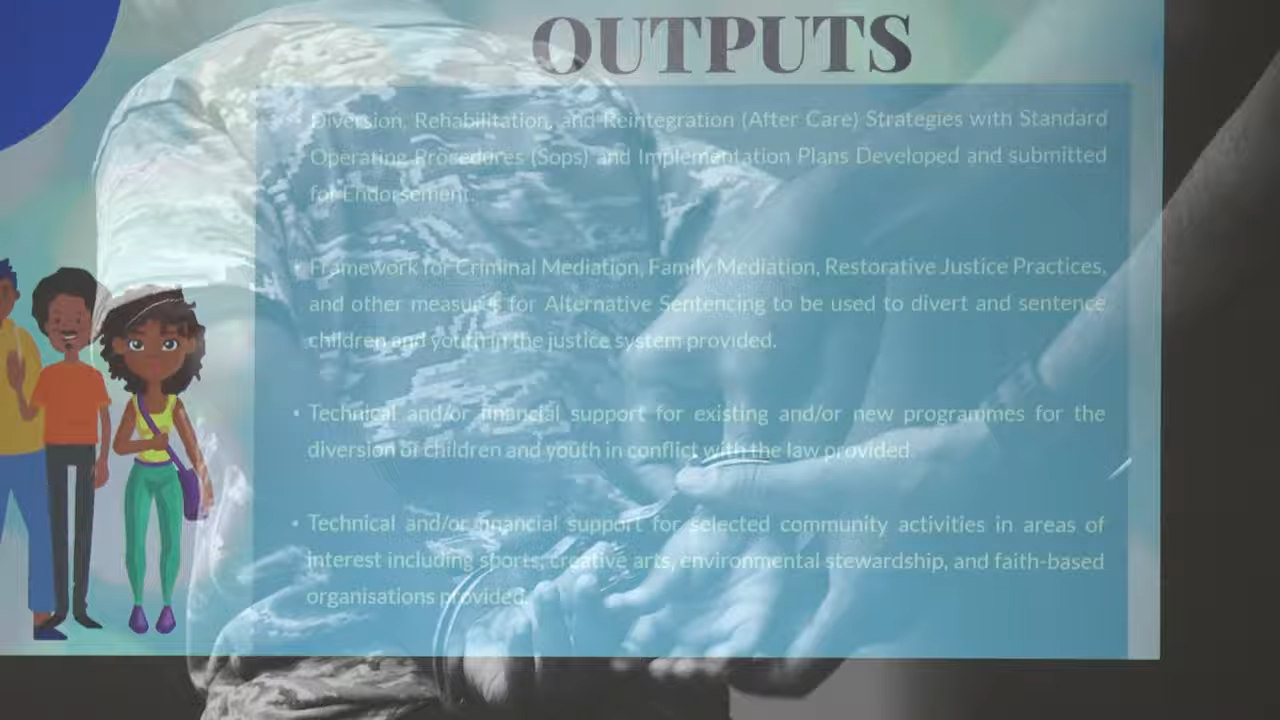 OUTPUTS
Diversion, Rehabilitation, and Reintegration (After Care) Strategies with Standard
Operating Procedures (Sops) and Implementation Plans Developed and submitted
for Endorsement.
Framework for Criminal Mediation, Family Mediation, Restorative Justice Practices,
and other measures for Alternative Sentencing to be used to divert and sentence
children and youth in the justice system provided.
• Technical and/or financial support for existing and/or new programmes for the
diversion of children and youth in conflict with the law provided.
• Technical and/or financial support for selected community activities in areas of
interest including sports, creative arts, environmental stewardship, and faith-based
organisations provided.